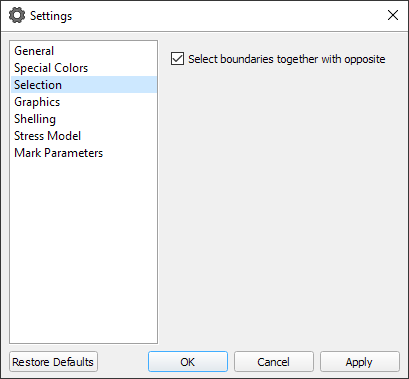 Settings
General
Special Colors
Selection
Graphics
Shelling
Stress Model
Mark Parameters
Select boundaries together with opposite
Restore Defaults
OK
Cancel
Apply